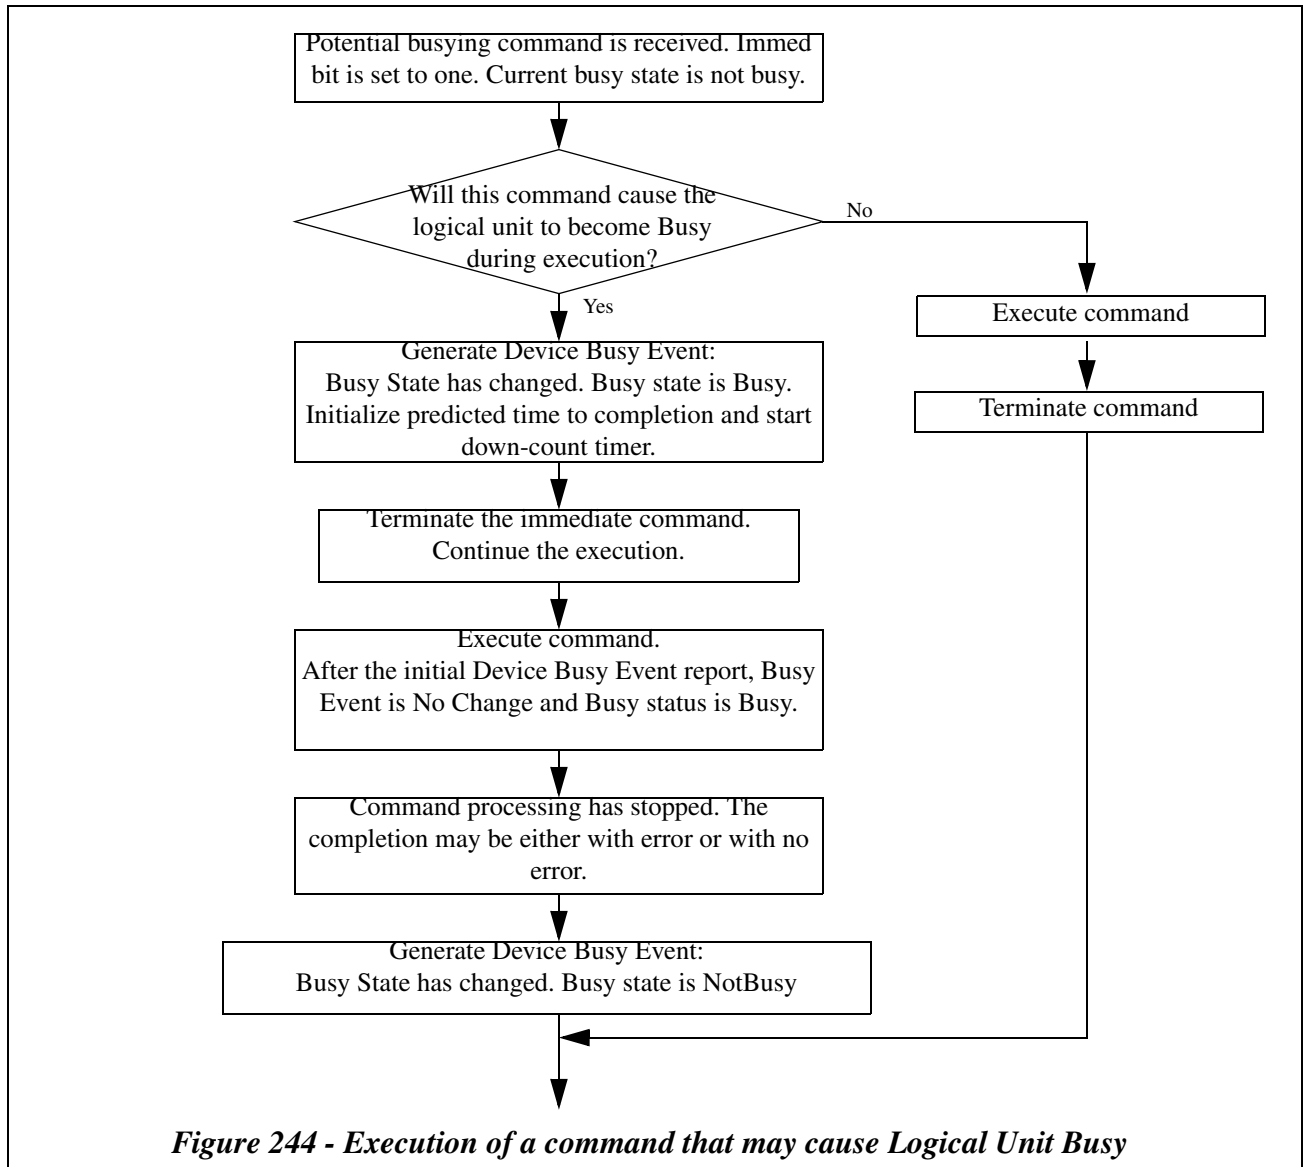 Potential busying command is received. Immed
bit is set to one. Current busy state is not busy.
Will this command cause the
logical unit to become Busy
during execution?
No
Yes
Execute command
Terminate command
Generate Device Busy Event:
Busy State has changed. Busy state is Busy.
Initialize predicted time to completion and start
down-count timer.
Terminate the immediate command.
Continue the execution.
Execute command.
After the initial Device Busy Event report, Busy
Event is No Change and Busy status is Busy.
Command processing has stopped. The
completion may be either with error or with no
error.
Generate Device Busy Event:
Busy State has changed. Busy state is NotBusy
Figure 244 - Execution of a command that may cause Logical Unit Busy